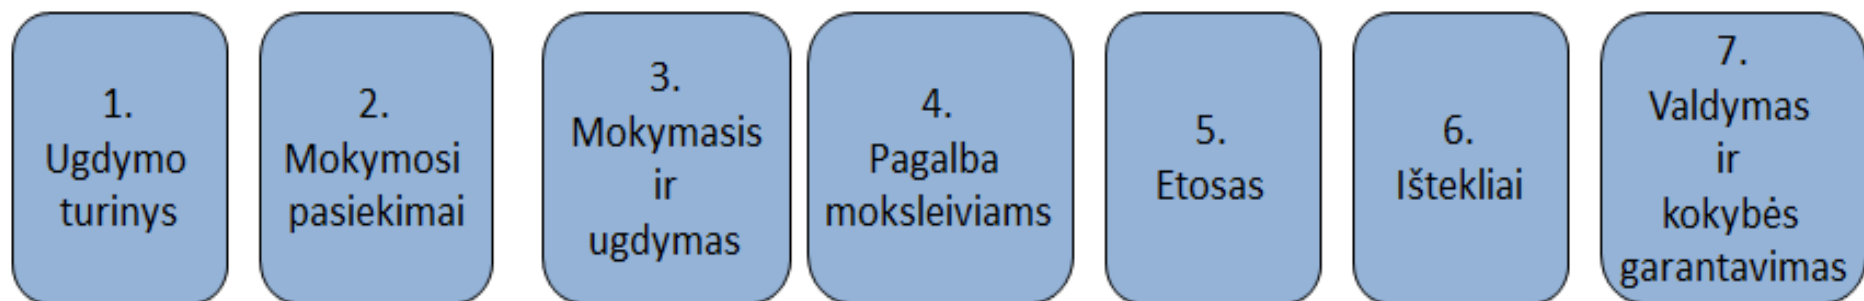 1.
Ugdymo
turinys
2.
Mokymosi
pasiekimai
3.
Mokymasis
ir
ugdymas
4.
Pagalba
moksleiviams
5.
Etosas
6.
Ištekliai
7.
Valdymas
ir
kokybės
garantavimas